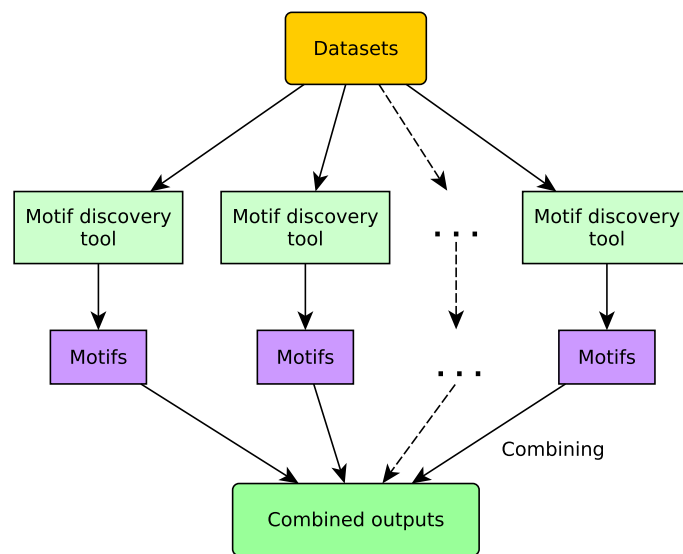 Datasets
Motif discovery
tool
Motif discovery
tool
...
Motif discovery
tool
Motifs
Motifs
...
Motifs
Combining
Combined outputs